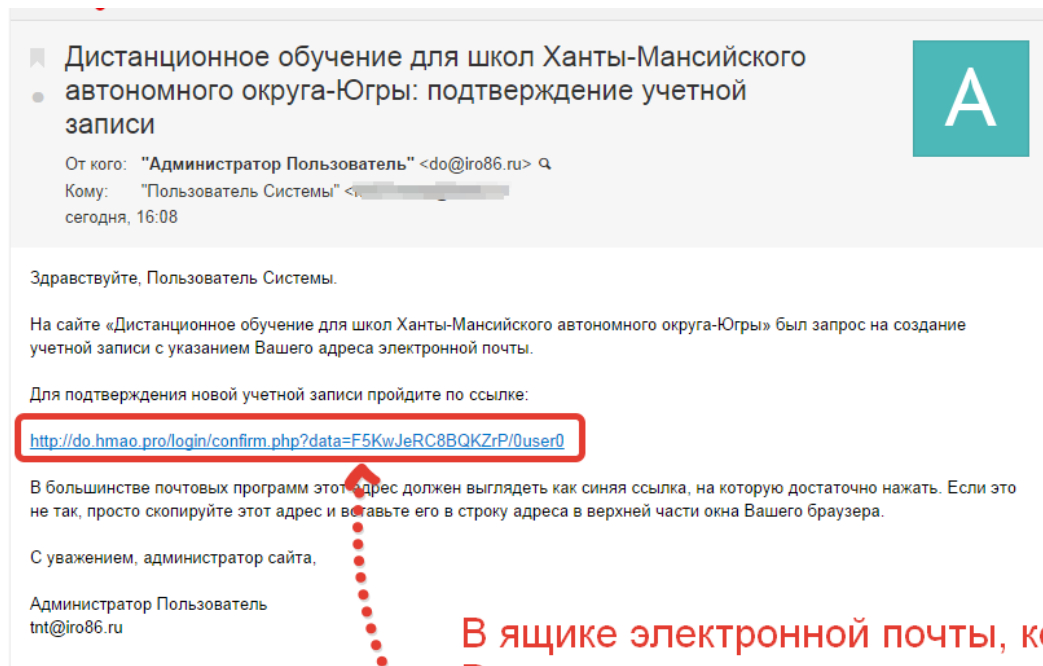 Дистанционное обучение для школ Ханты-Мансийского
автономного округа-Югры: подтверждение учетной
записи
А
От кого: "Администратор Пользователь" <do@iro86.ru>
Кому: "Пользователь Системы" <
сегодня, 16:08
Здравствуйте, Пользователь Системы.
На сайте «Дистанционное обучение для школ Ханты-Мансийского автономного округа-Югры» был запрос на создание
учетной записи с указанием Вашего адреса электронной почты.
Для подтверждения новой учетной записи пройдите по ссылке:
http://do.hmao.pro/login/confirm.php?data=F5KwJeRC8BQKZrP/0user0
В большинстве почтовых программ этот адрес должен выглядеть как синяя ссылка, на которую достаточно нажать. Если это
не так, просто скопируйте этот адрес и вставьте его в строку адреса в верхней части окна Вашего браузера.
С уважением, администратор сайта,
Администратор Пользователь
tnt@iro86.ru
В ящике электронной почты,